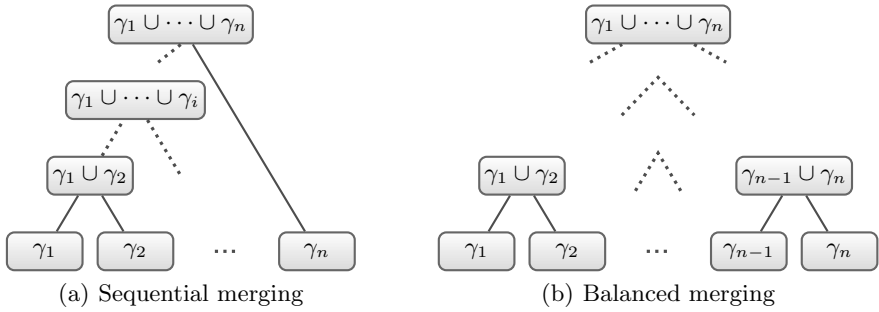 γ₁ ∪ ⋯ ∪ γₙ
γ₁ ∪ ⋯ ∪ γᵢ
γ₁ ∪ γ₂
γ₁ γ₂ ... γₙ
(a) Sequential merging
γ₁ ∪ ⋯ ∪ γₙ
γ₁ ∪ γ₂ γₙ₋₁ ∪ γₙ
γ₁ γ₂ ... γₙ₋₁ γₙ
(b) Balanced merging